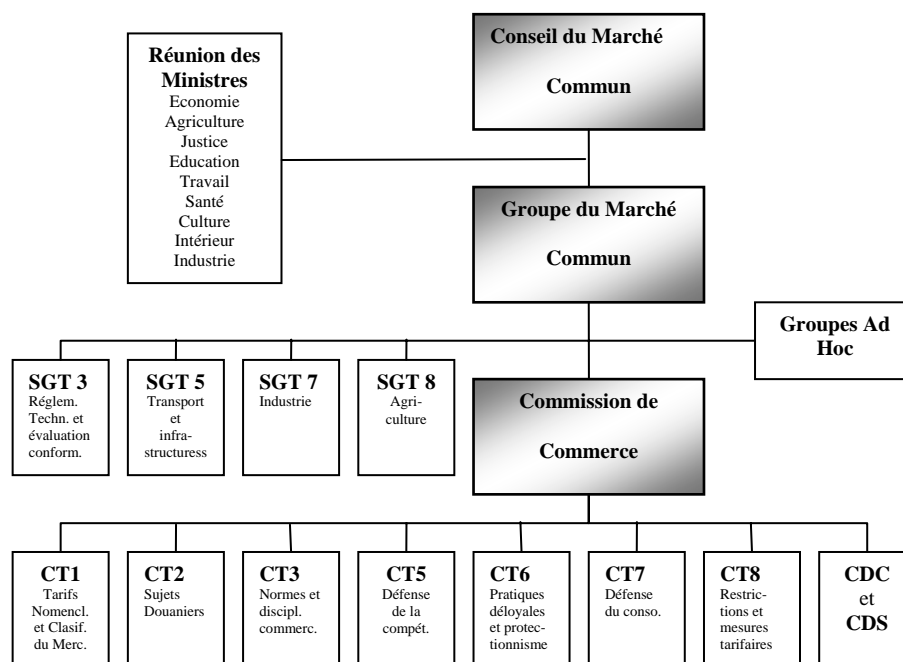 Conseil du Marché
Commun
Réunion des
Ministres
Economie
Agriculture
Justice
Education
Travail
Santé
Culture
Intérieur
Industrie
Groupe du Marché
Commun
Groupes Ad
Hoc
SGT 3
Réglem.
Techn. et
évaluation
conform.
SGT 5
Transport
et
infra-
structuress
SGT 7
Industrie
SGT 8
Agri-
culture
Commission de
Commerce
CT1
Tarifs
Nomencl.
et Clasif.
du Merc.
CT2
Sujets
Douaniers
CT3
Normes et
discipl.
commerc.
CT5
Défense
de la
compét.
CT6
Pratiques
déloyales
et protec-
tionnisme
CT7
Défense
du conso.
CT8
Restric-
tions et
mesures
tarifaires
CDC
et
CDS